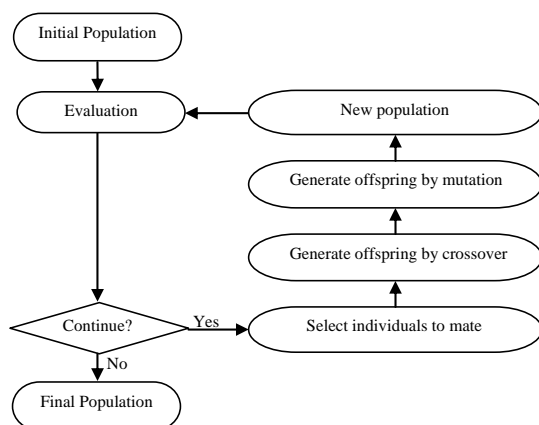 Initial Population
Evaluation
New population
Generate offspring by mutation
Generate offspring by crossover
Continue?
Yes
Select individuals to mate
No
Final Population